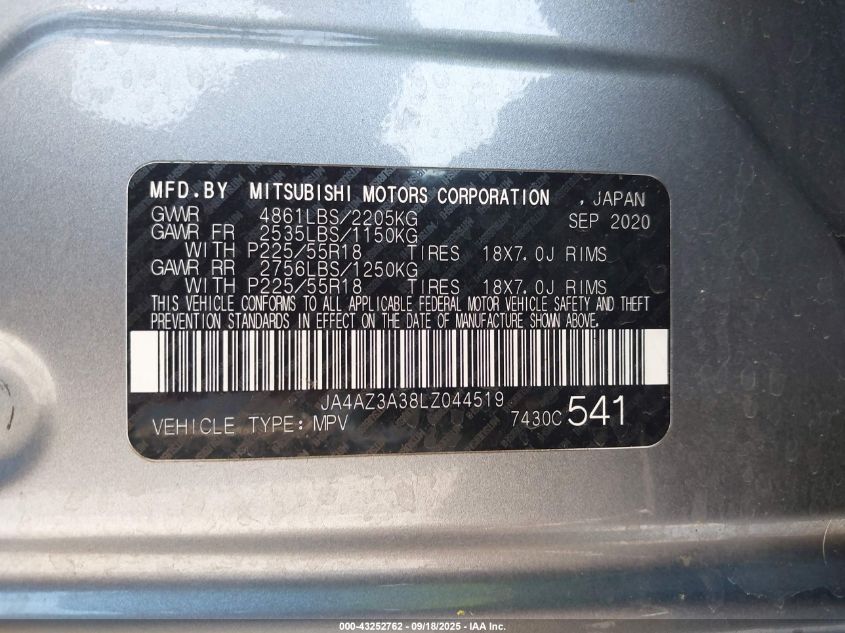 MFD.BY MITSUBISHI MOTORS CORPORATION , JAPAN
GVWR 4861LBS/2205KG SEP 2020
GAWR FR 2535LBS/1150KG
WITH P225/55R18 TIRES 18X7.0J RIMS
GAWR RR 2756LBS/1250KG
WITH P225/55R18 TIRES 18X7.0J RIMS
THIS VEHICLE CONFORMS TO ALL APPLICABLE FEDERAL MOTOR VEHICLE SAFETY AND THEFT
PREVENTION STANDARDS IN EFFECT ON THE DATE OF MANUFACTURE SHOWN ABOVE.
JA4AZ3A38LZ044519
VEHICLE TYPE: MPV 7430C 541
000-43252762 - 09/18/2025 - IAA Inc.